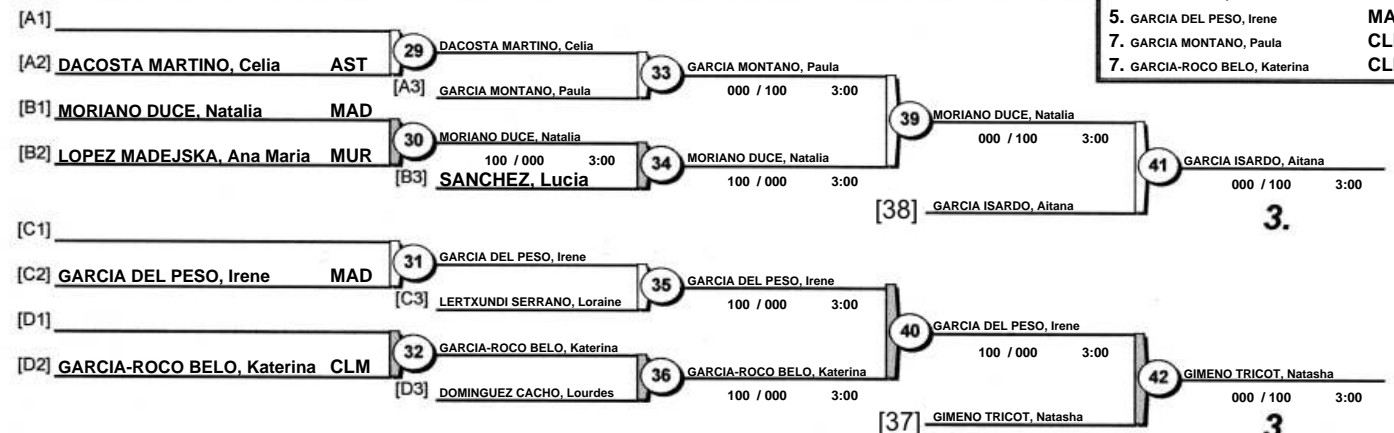 [A1]
[A2] DACOSTA MARTINO, Celia AST
29 DACOSTA MARTINO, Celia
[A3] GARCIA MONTANO, Paula
33 GARCIA MONTANO, Paula
000 / 100 3:00
[B1] MORIANO DUCE, Natalia MAD
[B2] LOPEZ MADEJSKA, Ana Maria MUR
30 MORIANO DUCE, Natalia
100 / 000 3:00
[B3] SANCHEZ, Lucia
34 MORIANO DUCE, Natalia
100 / 000 3:00
39 MORIANO DUCE, Natalia
000 / 100 3:00
[38] GARCIA ISARDO, Aitana
41 GARCIA ISARDO, Aitana
000 / 100 3:00
3.
[C1]
[C2] GARCIA DEL PESO, Irene MAD
31 GARCIA DEL PESO, Irene
[C3] LERTXUNDI SERRANO, Loraine
35 GARCIA DEL PESO, Irene
100 / 000 3:00
[D1]
[D2] GARCIA-ROCO BELO, Katerina CLM
32 GARCIA-ROCO BELO, Katerina
[D3] DOMINGUEZ CACHO, Lourdes
36 GARCIA-ROCO BELO, Katerina
100 / 000 3:00
40 GARCIA DEL PESO, Irene
100 / 000 3:00
[37] GIMENO TRICOT, Natasha
42 GIMENO TRICOT, Natasha
000 / 100 3:00
3
5. GARCIA DEL PESO, Irene MA
7. GARCIA MONTANO, Paula CL
7. GARCIA-ROCO BELO, Katerina CL